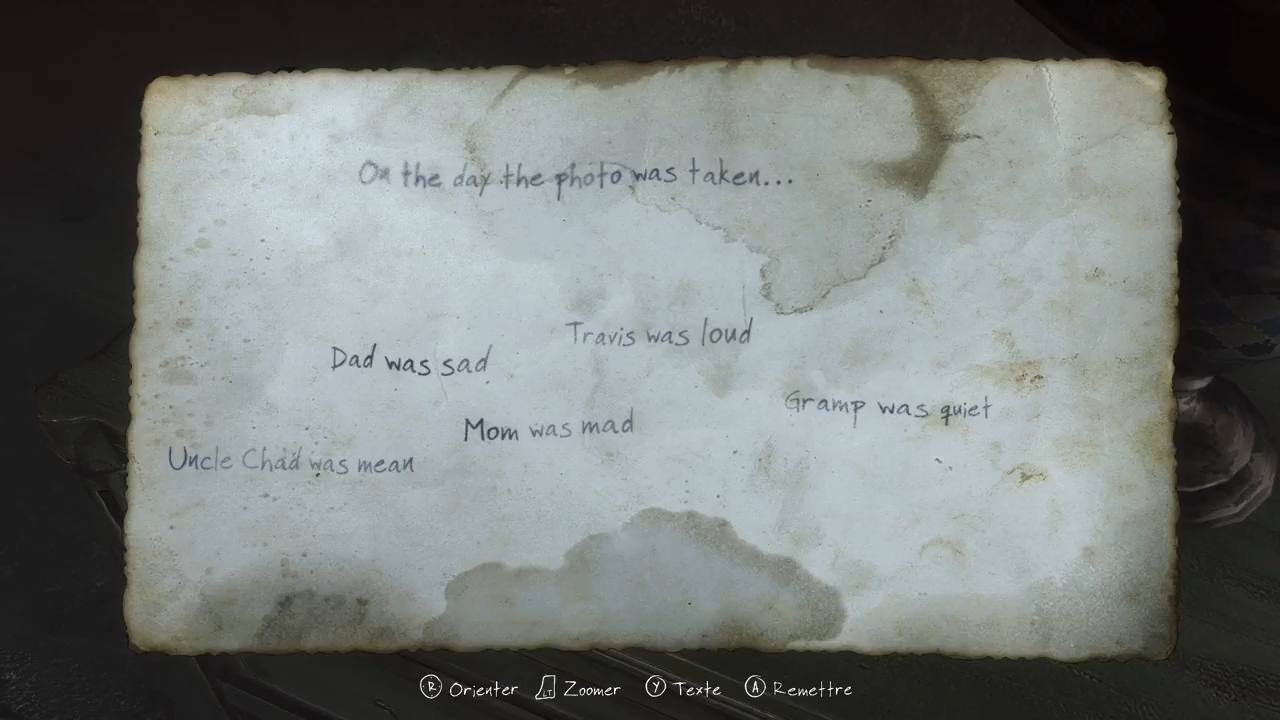 On the day the photo was taken...
Travis was loud
Dad was sad
Gramp was quiet
Mom was mad
Uncle Chad was mean
R Orienter LT Zoomer Y Texte A Remettre